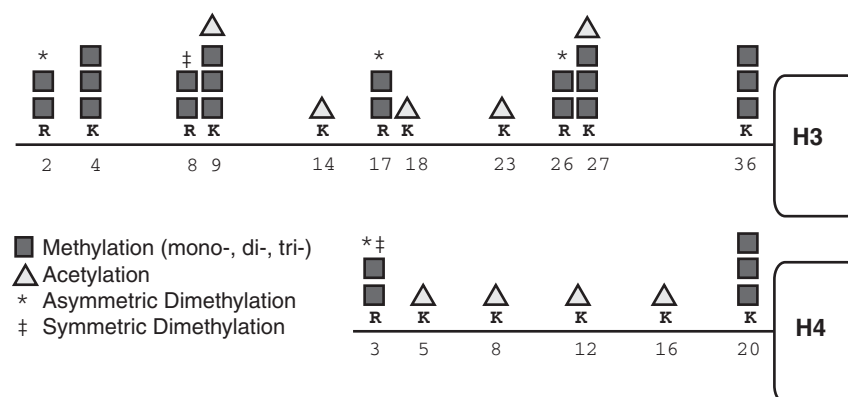 * ‡ * *
R K R K K R K K R K K
H3
2 4 8 9 14 17 18 23 26 27 36
Methylation (mono-, di-, tri-)
Acetylation
* Asymmetric Dimethylation
‡ Symmetric Dimethylation
*‡
R K K K K K
H4
3 5 8 12 16 20